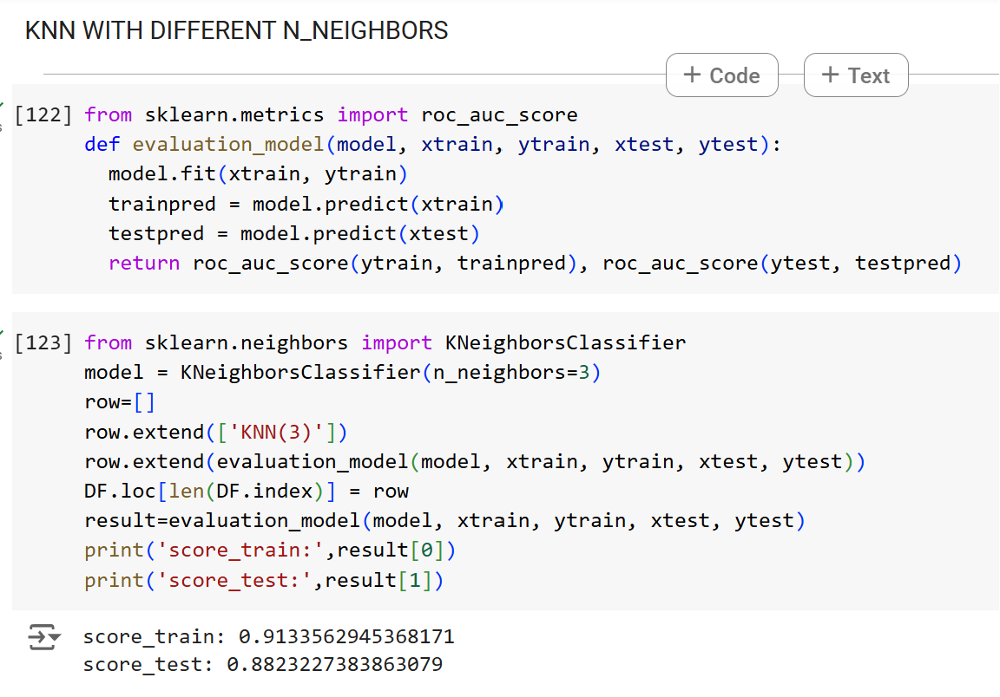 KNN WITH DIFFERENT N_NEIGHBORS
+ Code + Text
[122] from sklearn.metrics import roc_auc_score
def evaluation_model(model, xtrain, ytrain, xtest, ytest):
model.fit(xtrain, ytrain)
trainpred = model.predict(xtrain)
testpred = model.predict(xtest)
return roc_auc_score(ytrain, trainpred), roc_auc_score(ytest, testpred)
[123] from sklearn.neighbors import KNeighborsClassifier
model = KNeighborsClassifier(n_neighbors=3)
row=[]
row.extend(['KNN(3)'])
row.extend(evaluation_model(model, xtrain, ytrain, xtest, ytest))
DF.loc[len(DF.index)] = row
result=evaluation_model(model, xtrain, ytrain, xtest, ytest)
print('score_train:',result[0])
print('score_test:',result[1])
score_train: 0.9133562945368171
score_test: 0.8823227383863079